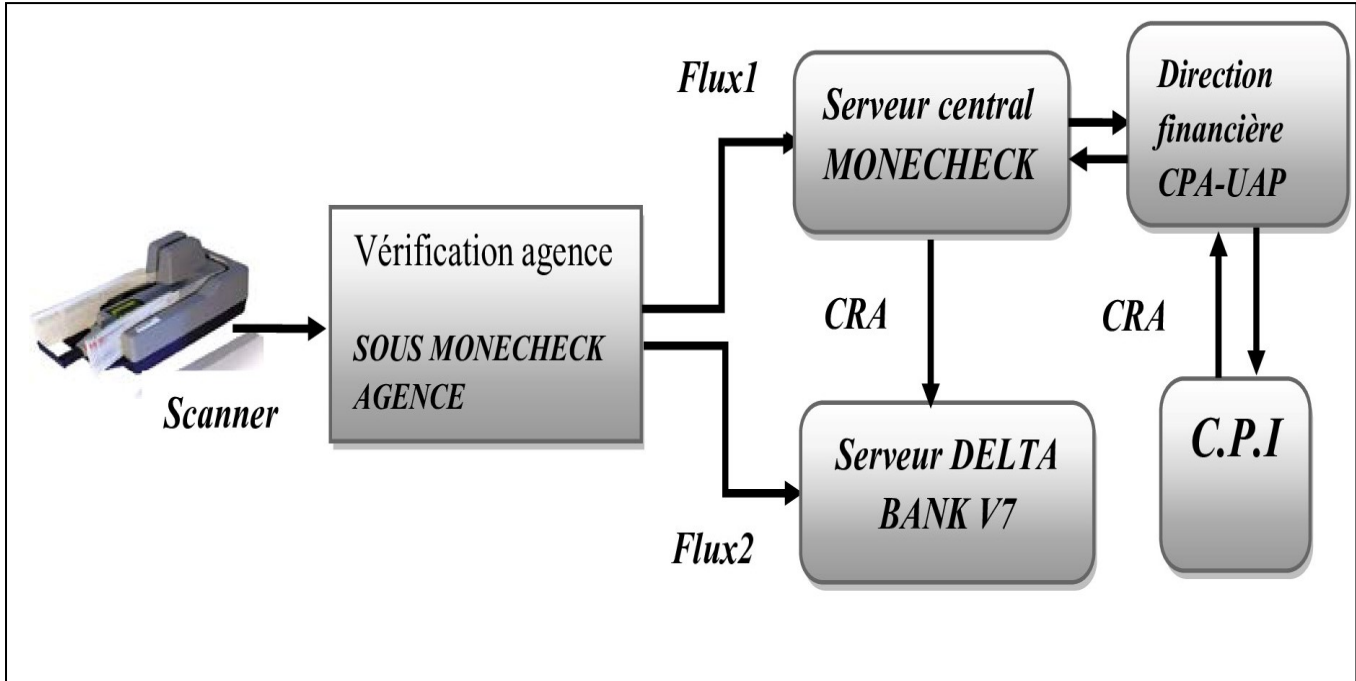 Flux1
Serveur central
MONECHECK
Direction
financière
CPA-UAP
Vérification agence
SOUS MONECHECK
AGENCE
Scanner
CRA
CRA
Serveur DELTA
BANK V7
C.P.I
Flux2